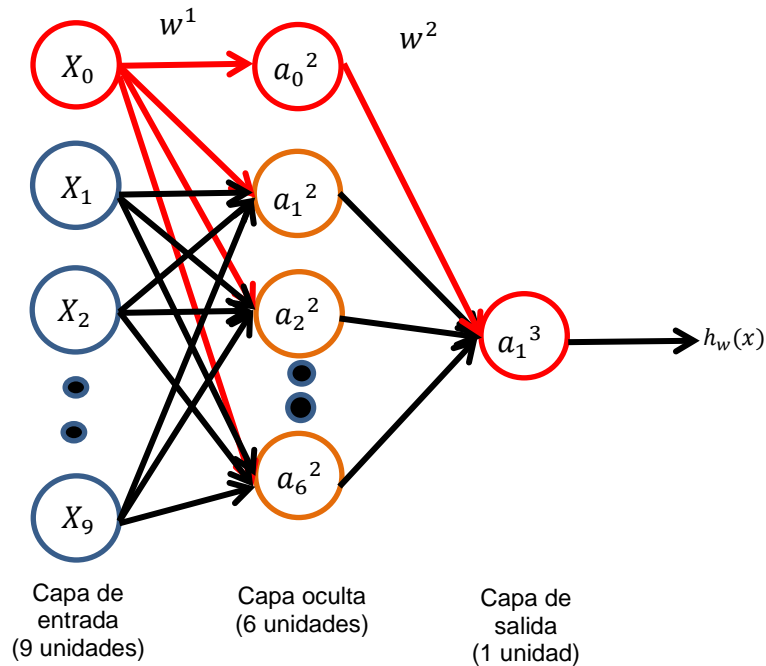 w¹
w²
X₀
a₀²
X₁
a₁²
X₂
a₂²
a₁³
h_w(x)
X₉
a₆²
Capa de
entrada
(9 unidades)
Capa oculta
(6 unidades)
Capa de
salida
(1 unidad)